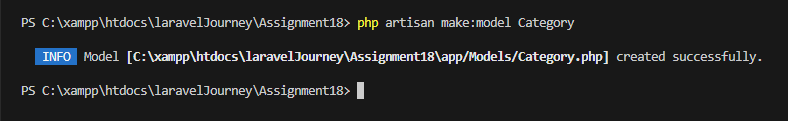 PS C:\xampp\htdocs\laravelJourney\Assignment18> php artisan make:model Category
INFO Model [C:\xampp\htdocs\laravelJourney\Assignment18\app/Models/Category.php] created successfully.
PS C:\xampp\htdocs\laravelJourney\Assignment18>